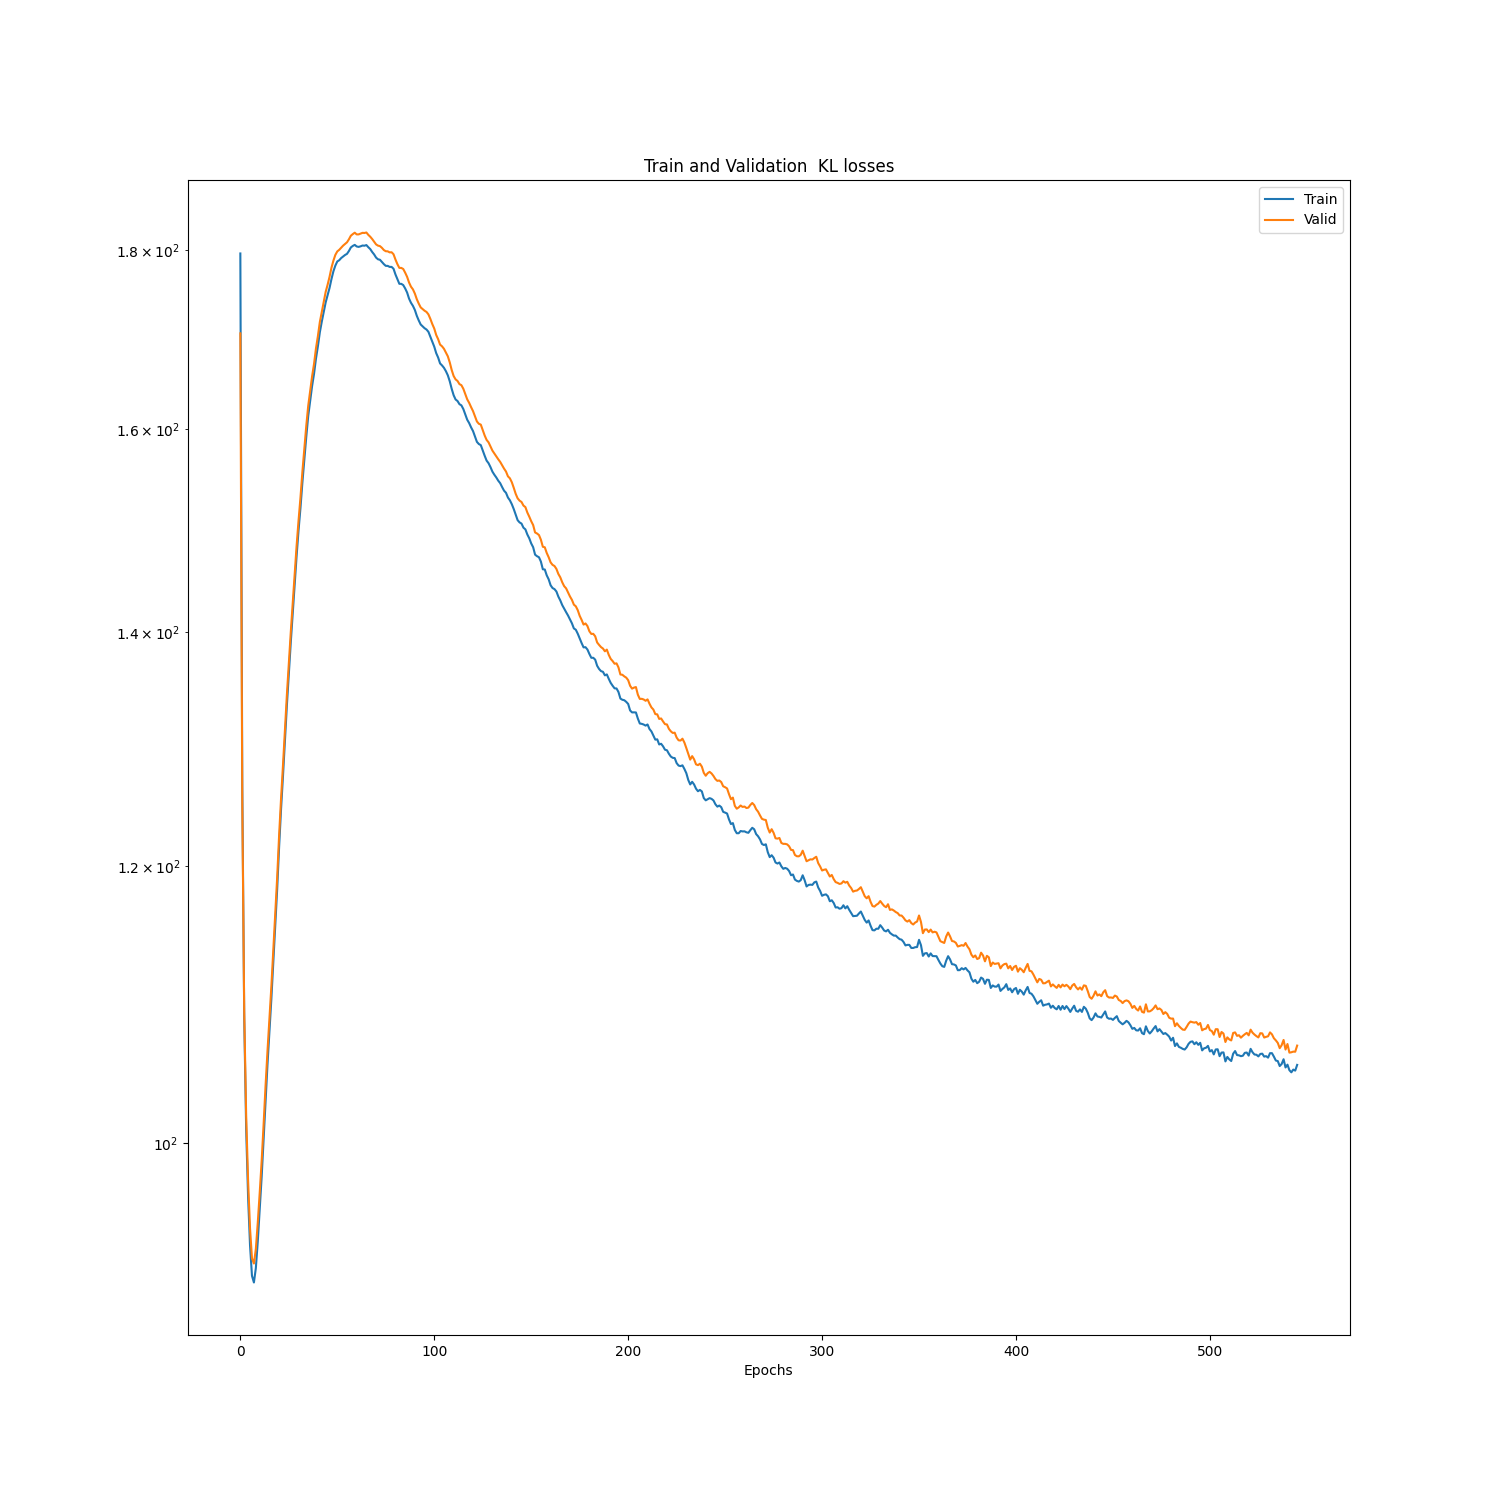 Train and Validation  KL losses
Train
Valid
1.8 × 10²
1.6 × 10²
1.4 × 10²
1.2 × 10²
10²
0 100 200 300 400 500
Epochs